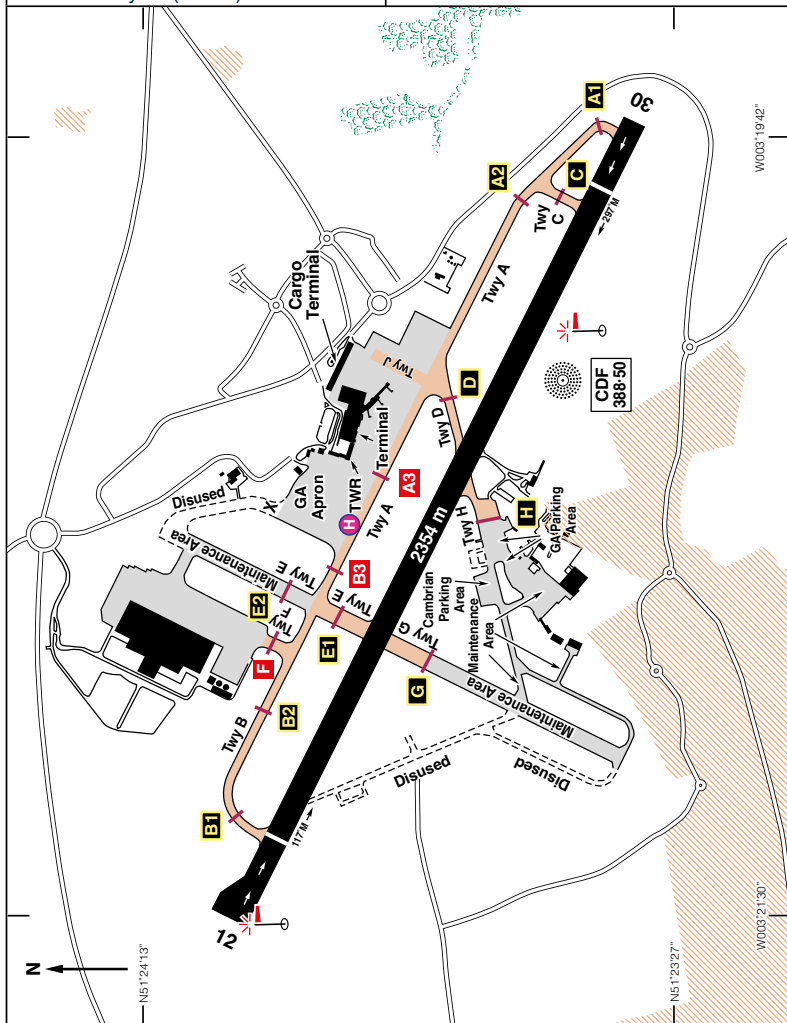 N
N51°24'13"
N51°23'27"
W003°19'42"
W003°21'30"
12
30
117°M
297°M
2354 m
A1
A2
C
Twy
C
Twy A
Cargo
Terminal
Twy J
D
Twy D
CDF
388·50
Terminal
TWR
GA
Apron
H
A3
Twy A
X
Disused
Maintenance Area
B3
Twy E
E2
Twy
F
F
Twy E
E1
Twy G
G
Twy H
H
GA Parking
Area
Cambrian
Parking
Area
Maintenance
Area
Maintenance Area
Disused
Disused
B2
Twy B
B1